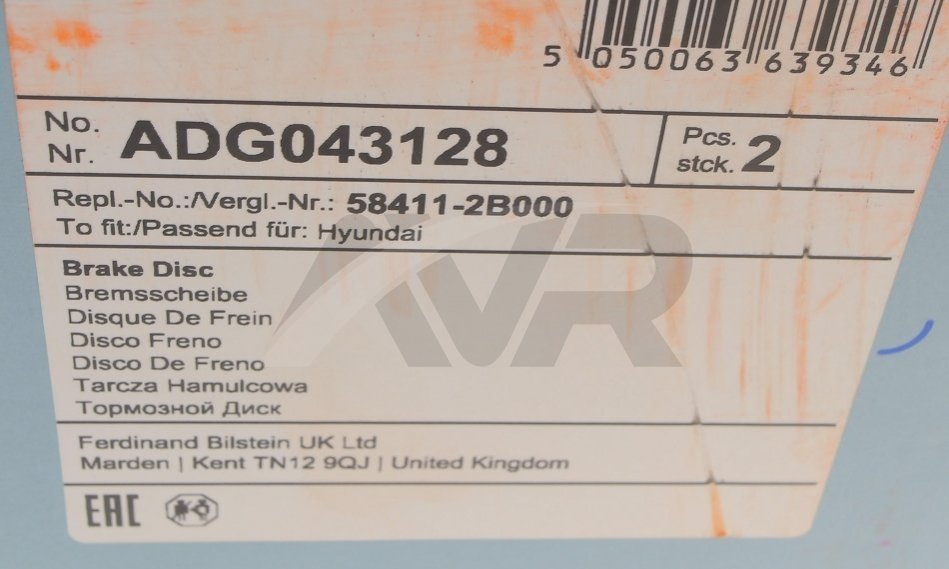 5 050063 639346
No.
Nr. ADG043128
Pcs.
stck. 2
Repl.-No.:/Vergl.-Nr.: 58411-2B000
To fit:/Passend für: Hyundai
Brake Disc
Bremsscheibe
Disque De Frein
Disco Freno
Disco De Freno
Tarcza Hamulcowa
Тормозной Диск
Ferdinand Bilstein UK Ltd
Marden | Kent TN12 9QJ | United Kingdom
EAC
AVR